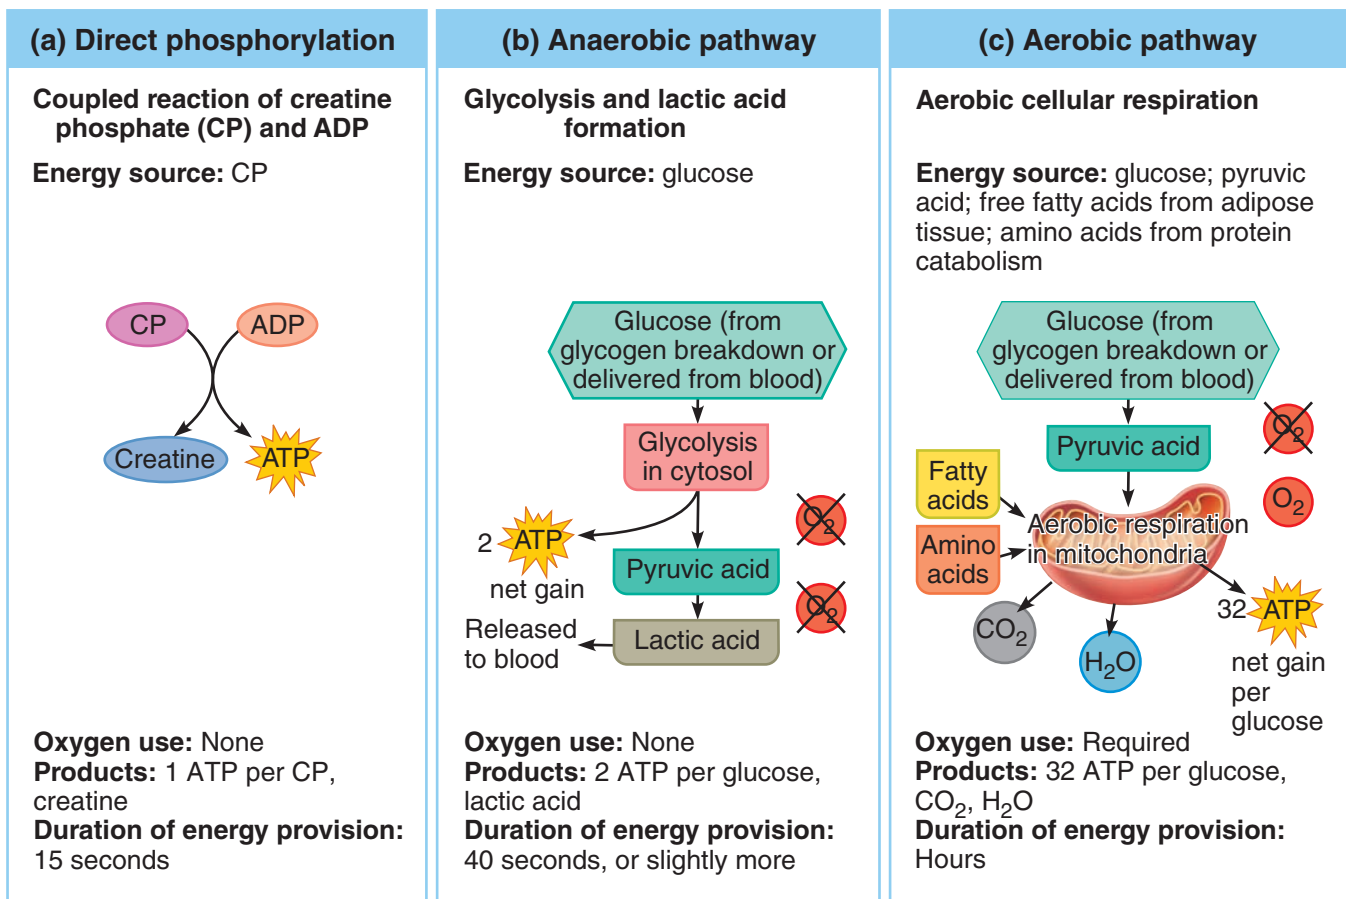 (a) Direct phosphorylation
Coupled reaction of creatine
phosphate (CP) and ADP
Energy source: CP
CP
ADP
Creatine
ATP
Oxygen use: None
Products: 1 ATP per CP,
creatine
Duration of energy provision:
15 seconds
(b) Anaerobic pathway
Glycolysis and lactic acid
formation
Energy source: glucose
Glucose (from
glycogen breakdown or
delivered from blood)
Glycolysis
in cytosol
O2
2 ATP
net gain
Pyruvic acid
O2
Released
to blood
Lactic acid
Oxygen use: None
Products: 2 ATP per glucose,
lactic acid
Duration of energy provision:
40 seconds, or slightly more
(c) Aerobic pathway
Aerobic cellular respiration
Energy source: glucose; pyruvic
acid; free fatty acids from adipose
tissue; amino acids from protein
catabolism
Glucose (from
glycogen breakdown or
delivered from blood)
O2
Pyruvic acid
Fatty
acids
O2
Aerobic respiration
in mitochondria
Amino
acids
32 ATP
CO2
H2O
net gain
per
glucose
Oxygen use: Required
Products: 32 ATP per glucose,
CO2, H2O
Duration of energy provision:
Hours